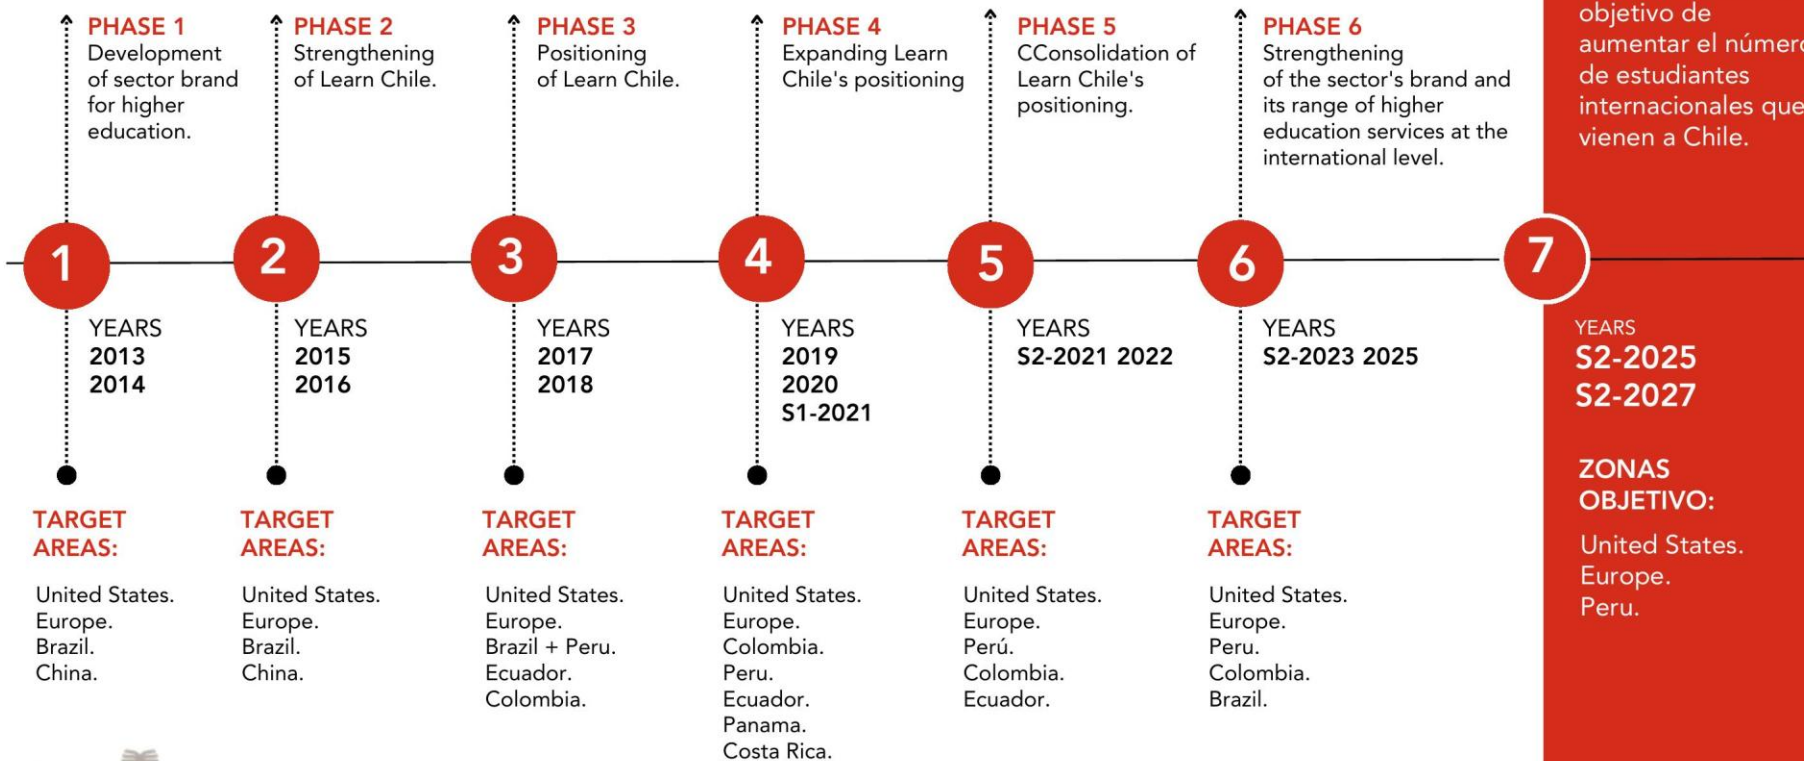 PHASE 1
Development
of sector brand
for higher
education.
PHASE 2
Strengthening
of Learn Chile.
PHASE 3
Positioning
of Learn Chile.
PHASE 4
Expanding Learn
Chile's positioning
PHASE 5
CConsolidation of
Learn Chile's
positioning.
PHASE 6
Strengthening
of the sector's brand and
its range of higher
education services at the
international level.
objetivo de
aumentar el número
de estudiantes
internacionales que
vienen a Chile.
1
2
3
4
5
6
7
YEARS
2013
2014
YEARS
2015
2016
YEARS
2017
2018
YEARS
2019
2020
S1-2021
YEARS
S2-2021 2022
YEARS
S2-2023 2025
YEARS
S2-2025
S2-2027
TARGET
AREAS:
United States.
Europe.
Brazil.
China.
TARGET
AREAS:
United States.
Europe.
Brazil.
China.
TARGET
AREAS:
United States.
Europe.
Brazil + Peru.
Ecuador.
Colombia.
TARGET
AREAS:
United States.
Europe.
Colombia.
Peru.
Ecuador.
Panama.
Costa Rica.
TARGET
AREAS:
United States.
Europe.
Perú.
Colombia.
Ecuador.
TARGET
AREAS:
United States.
Europe.
Peru.
Colombia.
Brazil.
ZONAS
OBJETIVO:
United States.
Europe.
Peru.